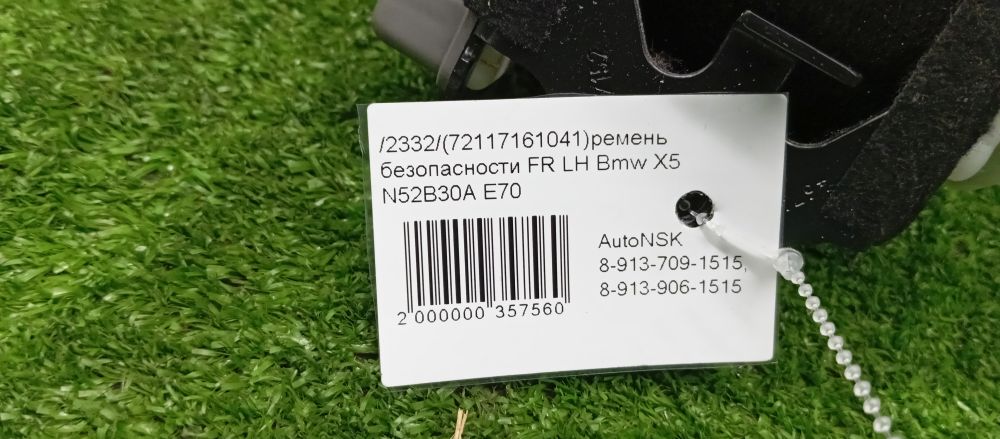 /2332/(72117161041)ремень
безопасности FR LH Bmw X5
N52B30A E70
AutoNSK
8-913-709-1515,
8-913-906-1515
2 000000 357560